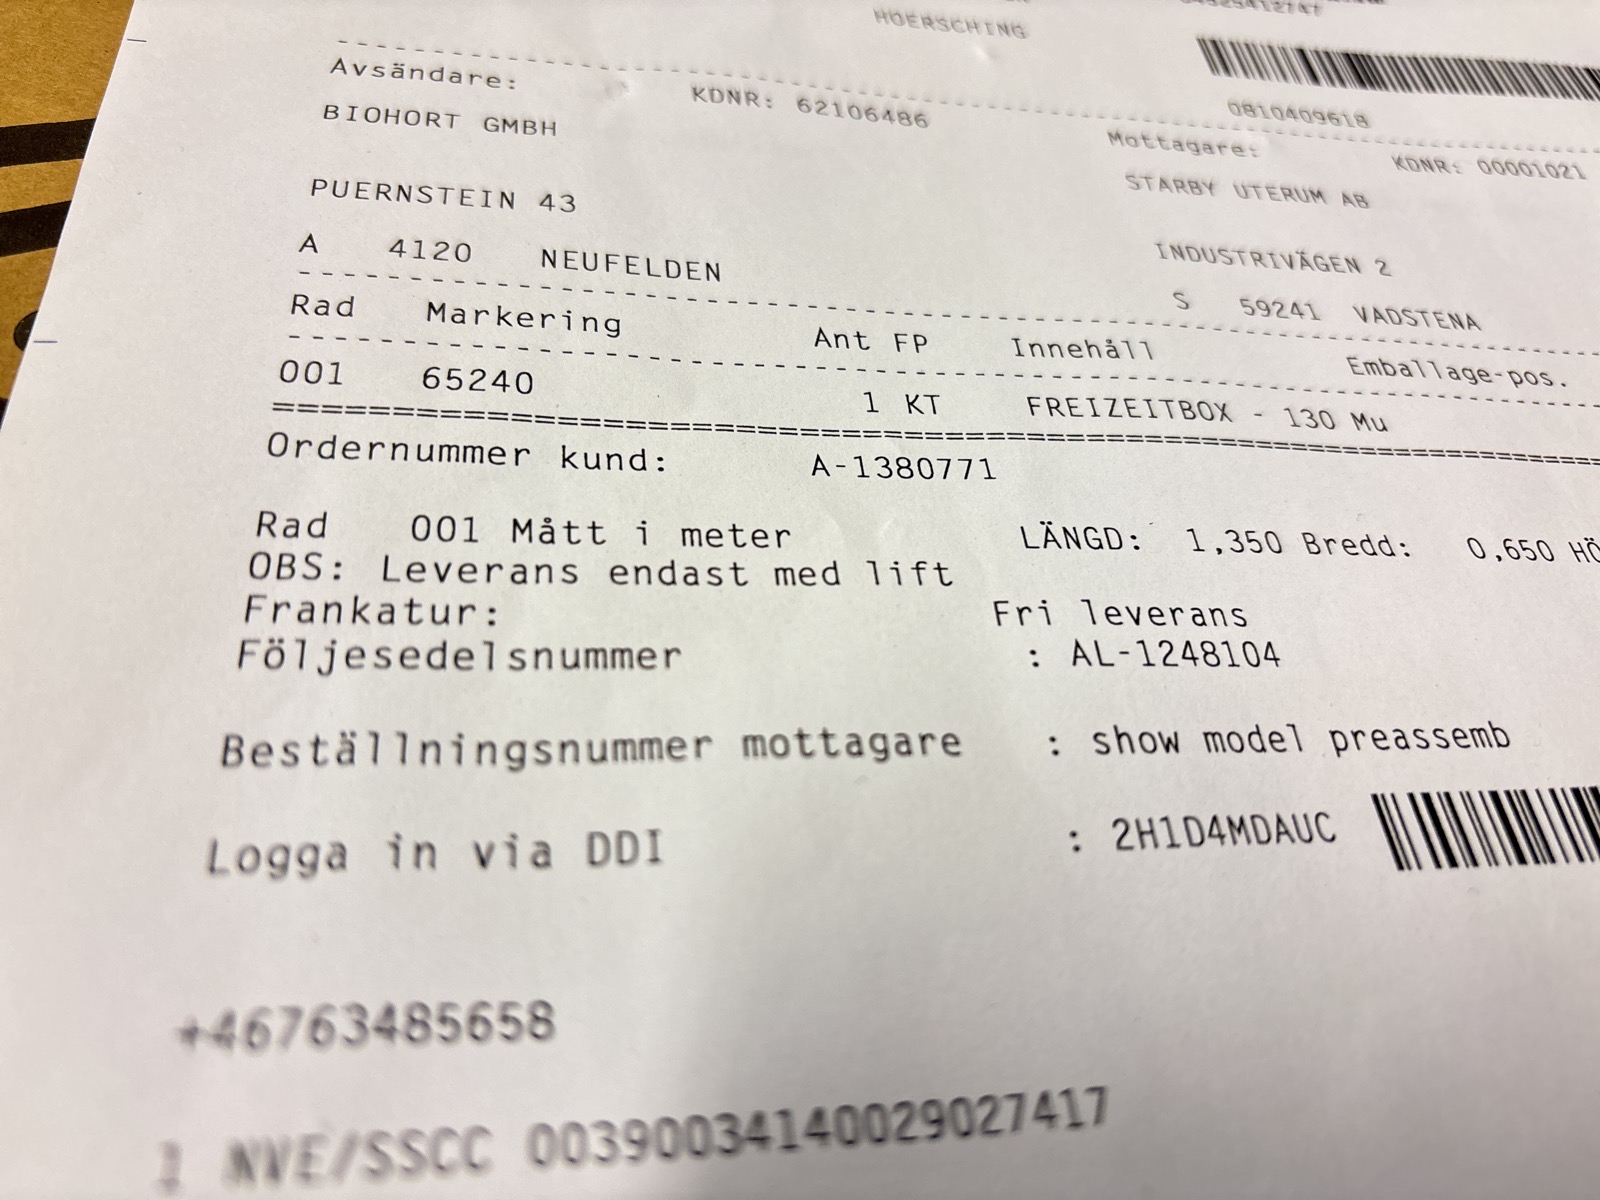 HOERSCHING
0810409618
Avsändare: KDNR: 62106486
Mottagare: KDNR: 00001021
BIOHORT GMBH
STARBY UTERUM AB
PUERNSTEIN 43
INDUSTRIVÄGEN 2
A 4120 NEUFELDEN
S 59241 VADSTENA
Rad Markering Ant FP Innehåll Emballage-pos.
001 65240 1 KT FREIZEITBOX - 130 Mu
Ordernummer kund: A-1380771
Rad 001 Mått i meter LÄNGD: 1,350 Bredd: 0,650 HÖ
OBS: Leverans endast med lift
Frankatur: Fri leverans
Följesedelsnummer : AL-1248104
Beställningsnummer mottagare : show model preassemb
Logga in via DDI : 2H1D4MDAUC
+46763485658
1 NVE/SSCC 00390034140029027417